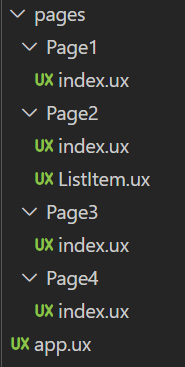 pages
Page1
UX index.ux
Page2
UX index.ux
UX ListItem.ux
Page3
UX index.ux
Page4
UX index.ux
UX app.ux